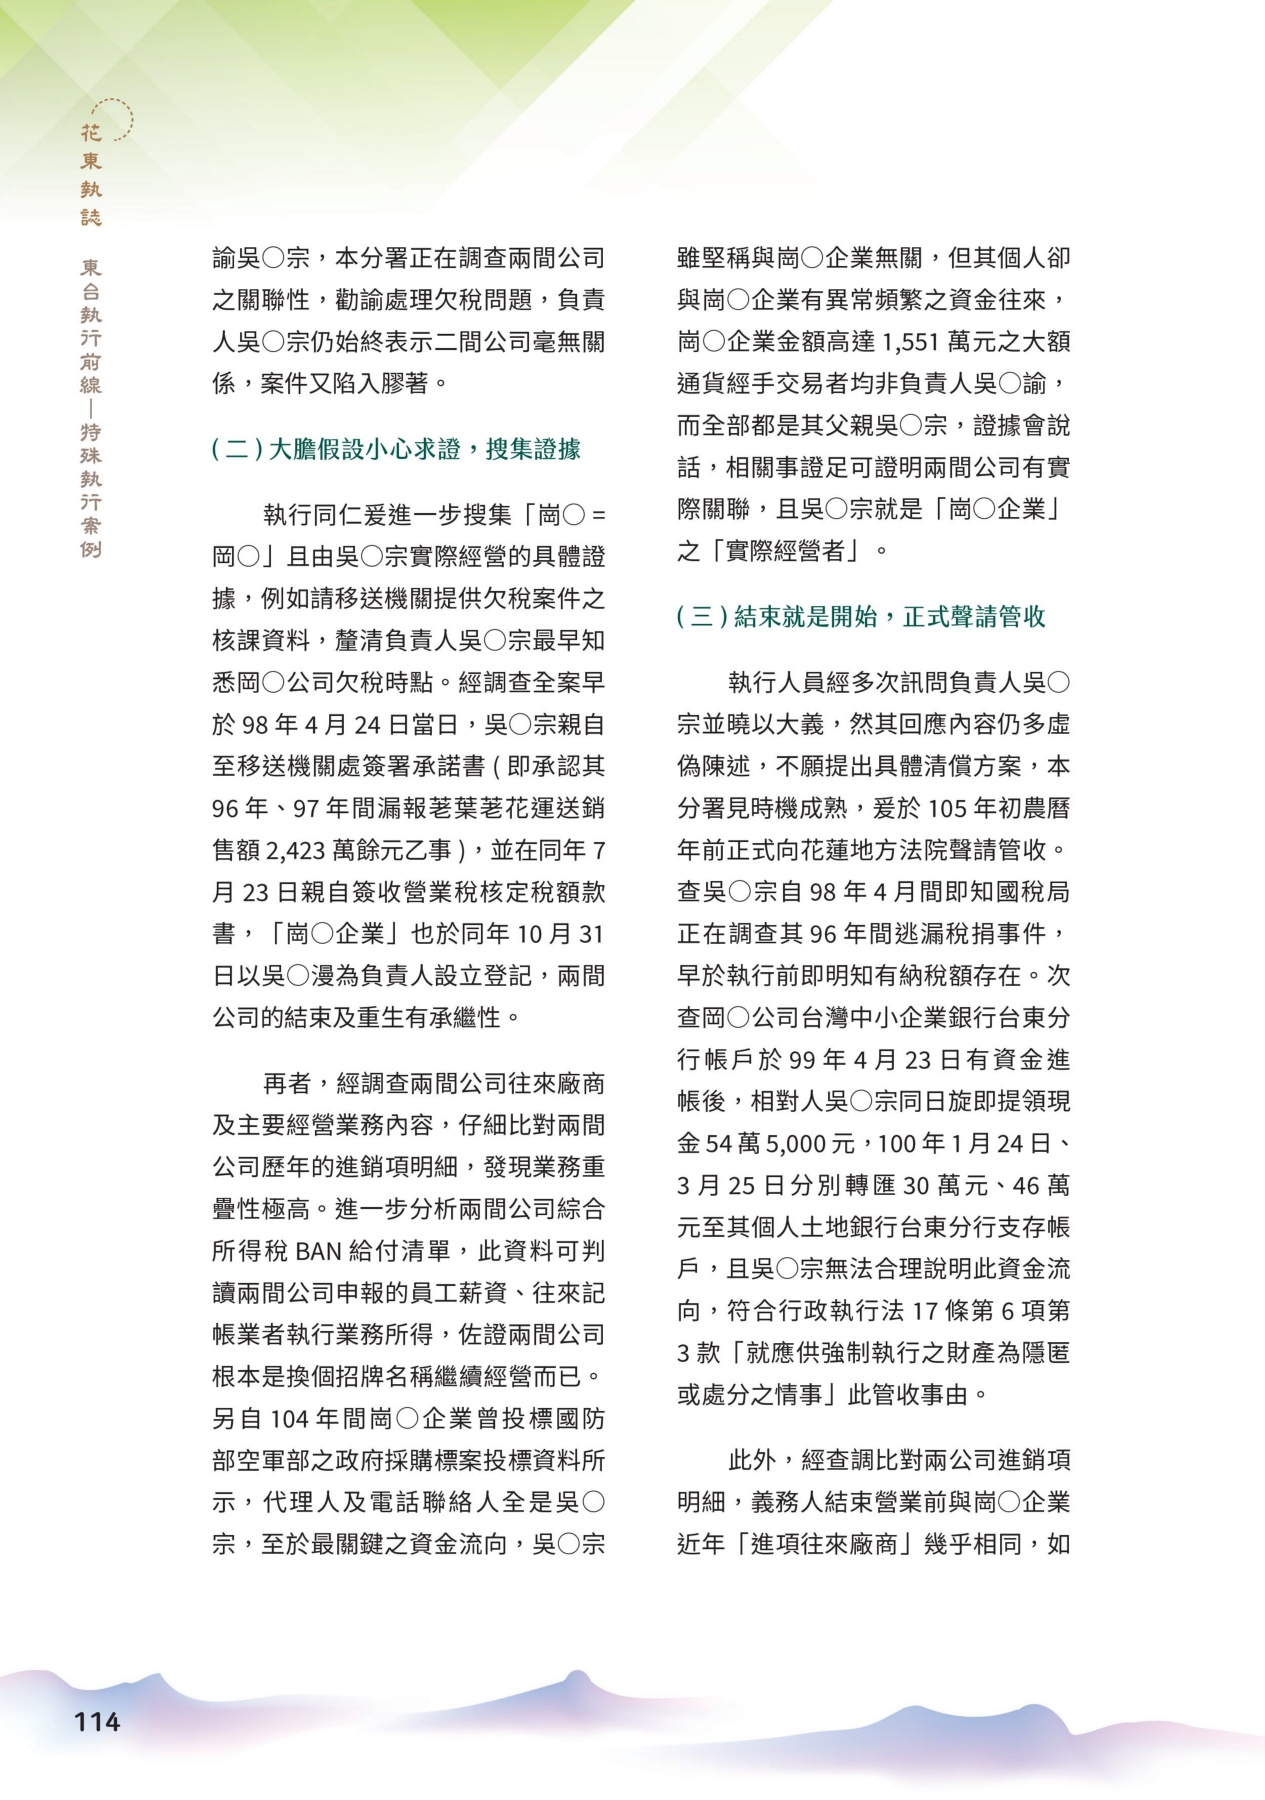 花東執誌
東台執行前線—特殊執行案例
諭吳○宗，本分署正在調查兩間公司
之關聯性，勸諭處理欠稅問題，負責
人吳○宗仍始終表示二間公司毫無關
係，案件又陷入膠著。
(二)大膽假設小心求證，搜集證據
執行同仁爰進一步搜集「崗○ =
岡○」且由吳○宗實際經營的具體證
據，例如請移送機關提供欠稅案件之
核課資料，釐清負責人吳○宗最早知
悉岡○公司欠稅時點。經調查全案早
於 98 年 4 月 24 日當日，吳○宗親自
至移送機關處簽署承諾書 ( 即承認其
96 年、97 年間漏報荖葉荖花運送銷
售額 2,423 萬餘元乙事 )，並在同年 7
月 23 日親自簽收營業稅核定稅額款
書，「崗○企業」也於同年 10 月 31
日以吳○漫為負責人設立登記，兩間
公司的結束及重生有承繼性。
再者，經調查兩間公司往來廠商
及主要經營業務內容，仔細比對兩間
公司歷年的進銷項明細，發現業務重
疊性極高。進一步分析兩間公司綜合
所得稅 BAN 給付清單，此資料可判
讀兩間公司申報的員工薪資、往來記
帳業者執行業務所得，佐證兩間公司
根本是換個招牌名稱繼續經營而已。
另自 104 年間崗○企業曾投標國防
部空軍部之政府採購標案投標資料所
示，代理人及電話聯絡人全是吳○
宗，至於最關鍵之資金流向，吳○宗
雖堅稱與崗○企業無關，但其個人卻
與崗○企業有異常頻繁之資金往來，
崗○企業金額高達 1,551 萬元之大額
通貨經手交易者均非負責人吳○諭，
而全部都是其父親吳○宗，證據會說
話，相關事證足可證明兩間公司有實
際關聯，且吳○宗就是「崗○企業」
之「實際經營者」。
(三)結束就是開始，正式聲請管收
執行人員經多次訊問負責人吳○
宗並曉以大義，然其回應內容仍多虛
偽陳述，不願提出具體清償方案，本
分署見時機成熟，爰於 105 年初農曆
年前正式向花蓮地方法院聲請管收。
查吳○宗自 98 年 4 月間即知國稅局
正在調查其 96 年間逃漏稅捐事件，
早於執行前即明知有納稅額存在。次
查岡○公司台灣中小企業銀行台東分
行帳戶於 99 年 4 月 23 日有資金進
帳後，相對人吳○宗同日旋即提領現
金 54 萬 5,000 元，100 年 1 月 24 日、
3 月 25 日分別轉匯 30 萬元、46 萬
元至其個人土地銀行台東分行支存帳
戶，且吳○宗無法合理說明此資金流
向，符合行政執行法 17 條第 6 項第
3 款「就應供強制執行之財產為隱匿
或處分之情事」此管收事由。
此外，經查調比對兩公司進銷項
明細，義務人結束營業前與崗○企業
近年「進項往來廠商」幾乎相同，如
114